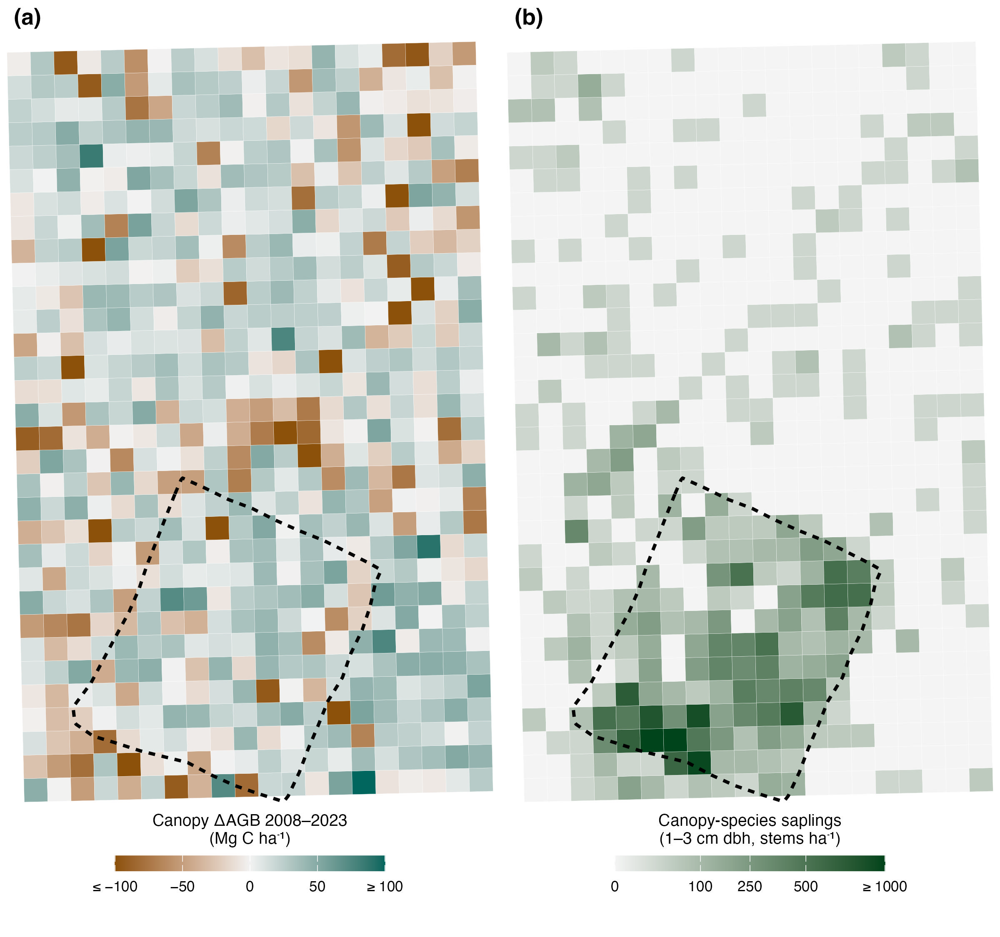 (a)
(b)
Canopy ΔAGB 2008–2023
(Mg C ha⁻¹)
≤ −100
−50
0
50
≥ 100
Canopy-species saplings
(1–3 cm dbh, stems ha⁻¹)
0
100
250
500
≥ 1000